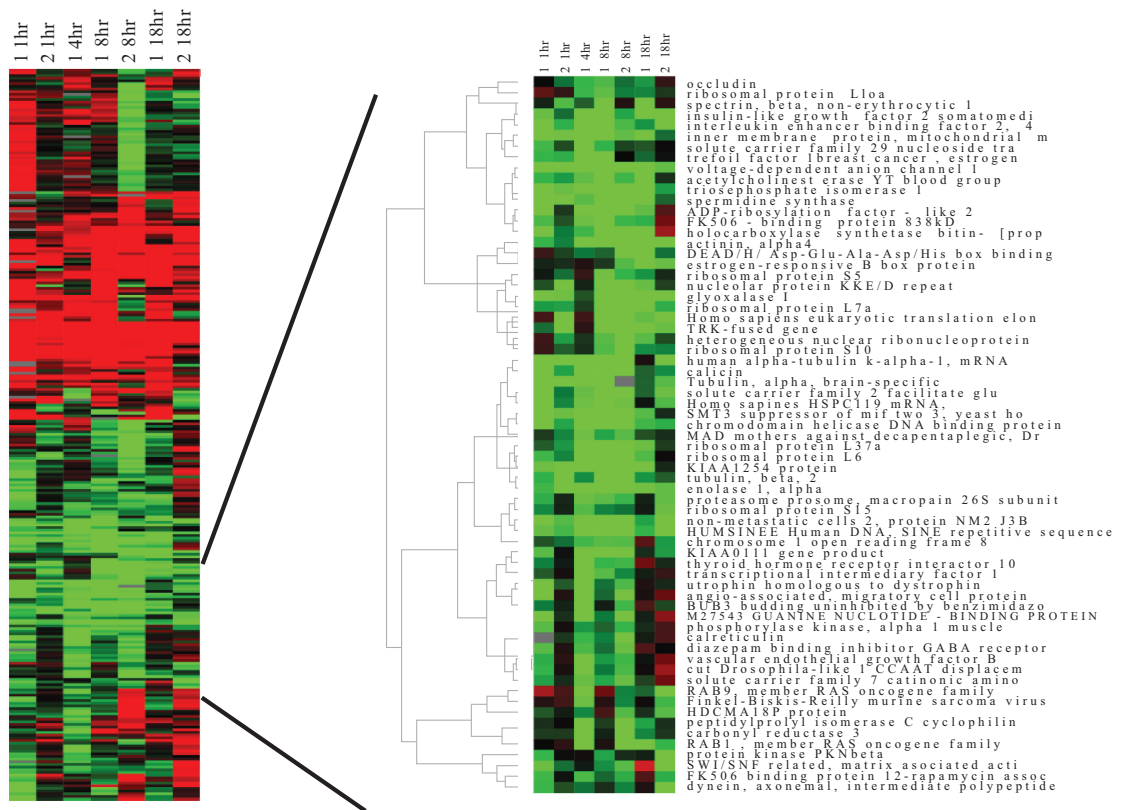 1 1hr
2 1hr
1 4hr
1 8hr
2 8hr
1 18hr
2 18hr
1 1hr
2 1hr
1 4hr
1 8hr
2 8hr
1 18hr
2 18hr
occludin
ribosomal protein Lloa
spectrin, beta, non-erythrocytic 1
insulin-like growth factor 2 somatomedi
interleukin enhancer binding factor 2, 4
inner membrane protein, mitochondrial m
solute carrier family 29 nucleoside tra
trefoil factor 1breast cancer , estrogen
voltage-dependent anion channel 1
acetylcholinest erase YT blood group
triosephosphate isomerase 1
spermidine synthase
ADP-ribosylation factor - like 2
FK506 - binding protein 838kD
holocarboxylase synthetase bitin- [prop
actinin, alpha4
DEAD/H/ Asp-Glu-Ala-Asp/His box binding
estrogen-responsive B box protein
ribosomal protein S5
nucleolar protein KKE/D repeat
glyoxalase I
ribosomal protein L7a
Homo sapiens eukaryotic translation elon
TRK-fused gene
heterogeneous nuclear ribonucleoprotein
ribosomal protein S10
human alpha-tubulin k-alpha-1, mRNA
calicin
Tubulin, alpha, brain-specific
solute carrier family 2 facilitate glu
Homo sapines HSPC119 mRNA,
SMT3 suppressor of mif two 3, yeast ho
chromodomain helicase DNA binding protein
MAD mothers against decapentaplegic, Dr
ribosomal protein L37a
ribosomal protein L6
KIAA1254 protein
tubulin, beta, 2
enolase 1, alpha
proteasome prosome, macropain 26S subunit
ribosomal protein S15
non-metastatic cells 2, protein NM2 J3B
HUMSINEE Human DNA, SINE repetitive sequence
chromosome 1 open reading frame 8
KIAA0111 gene product
thyroid hormone receptor interactor 10
transcriptional intermediary factor 1
utrophin homologous to dystrophin
angio-associated, migratory cell protein
BUB3 budding uninhibited by benzimidazo
M27543 GUANINE NUCLOTIDE - BINDING PROTEIN
phosphorylase kinase, alpha 1 muscle
calreticulin
diazepam binding inhibitor GABA receptor
vascular endothelial growth factor B
cut Drosophila-like 1 CCAAT displacem
solute carrier family 7 catinonic amino
RAB9, member RAS oncogene family
Finkel-Biskis-Reilly murine sarcoma virus
HDCMA18P protein
peptidylprolyl isomerase C cyclophilin
carbonyl reductase 3
RAB1 , member RAS oncogene family
protein kinase PKNbeta
SWI/SNF related, matrix asociated acti
FK506 binding protein 12-rapamycin assoc
dynein, axonemal, intermediate polypeptide